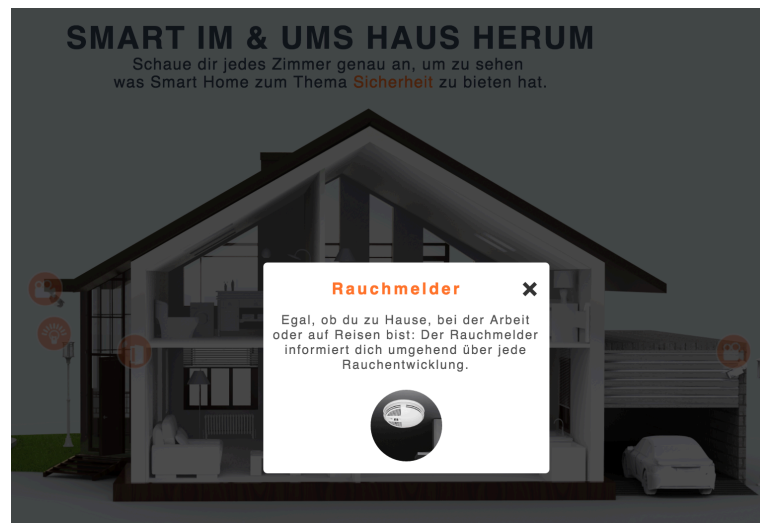 SMART IM & UMS HAUS HERUM
Schaue dir jedes Zimmer genau an, um zu sehen
was Smart Home zum Thema Sicherheit zu bieten hat.
Rauchmelder
Egal, ob du zu Hause, bei der Arbeit
oder auf Reisen bist: Der Rauchmelder
informiert dich umgehend über jede
Rauchentwicklung.